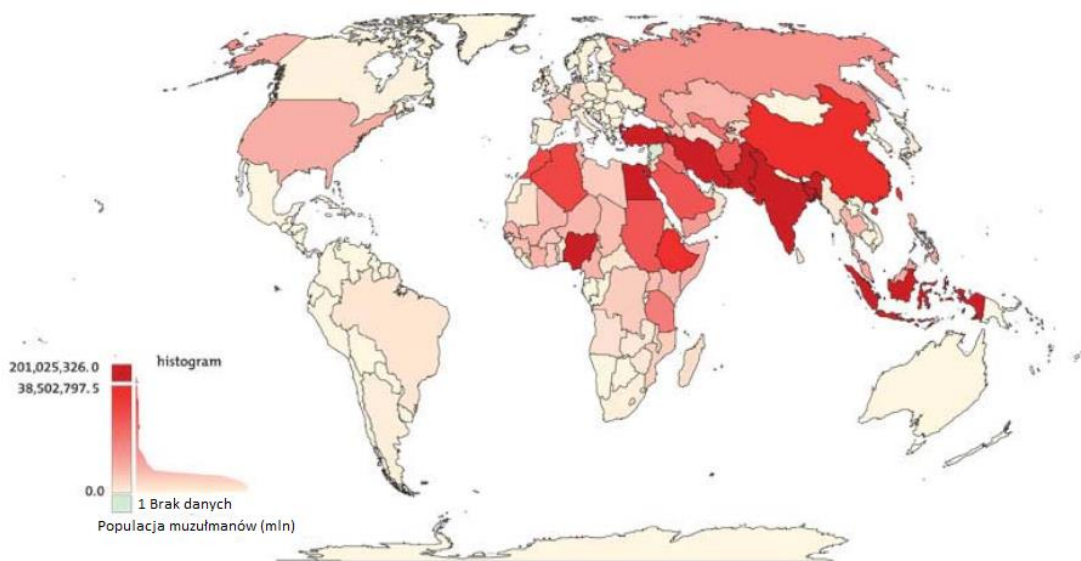 histogram
201,025,326.0
38,502,797.5
0.0
1 Brak danych
Populacja muzułmanów (mln)